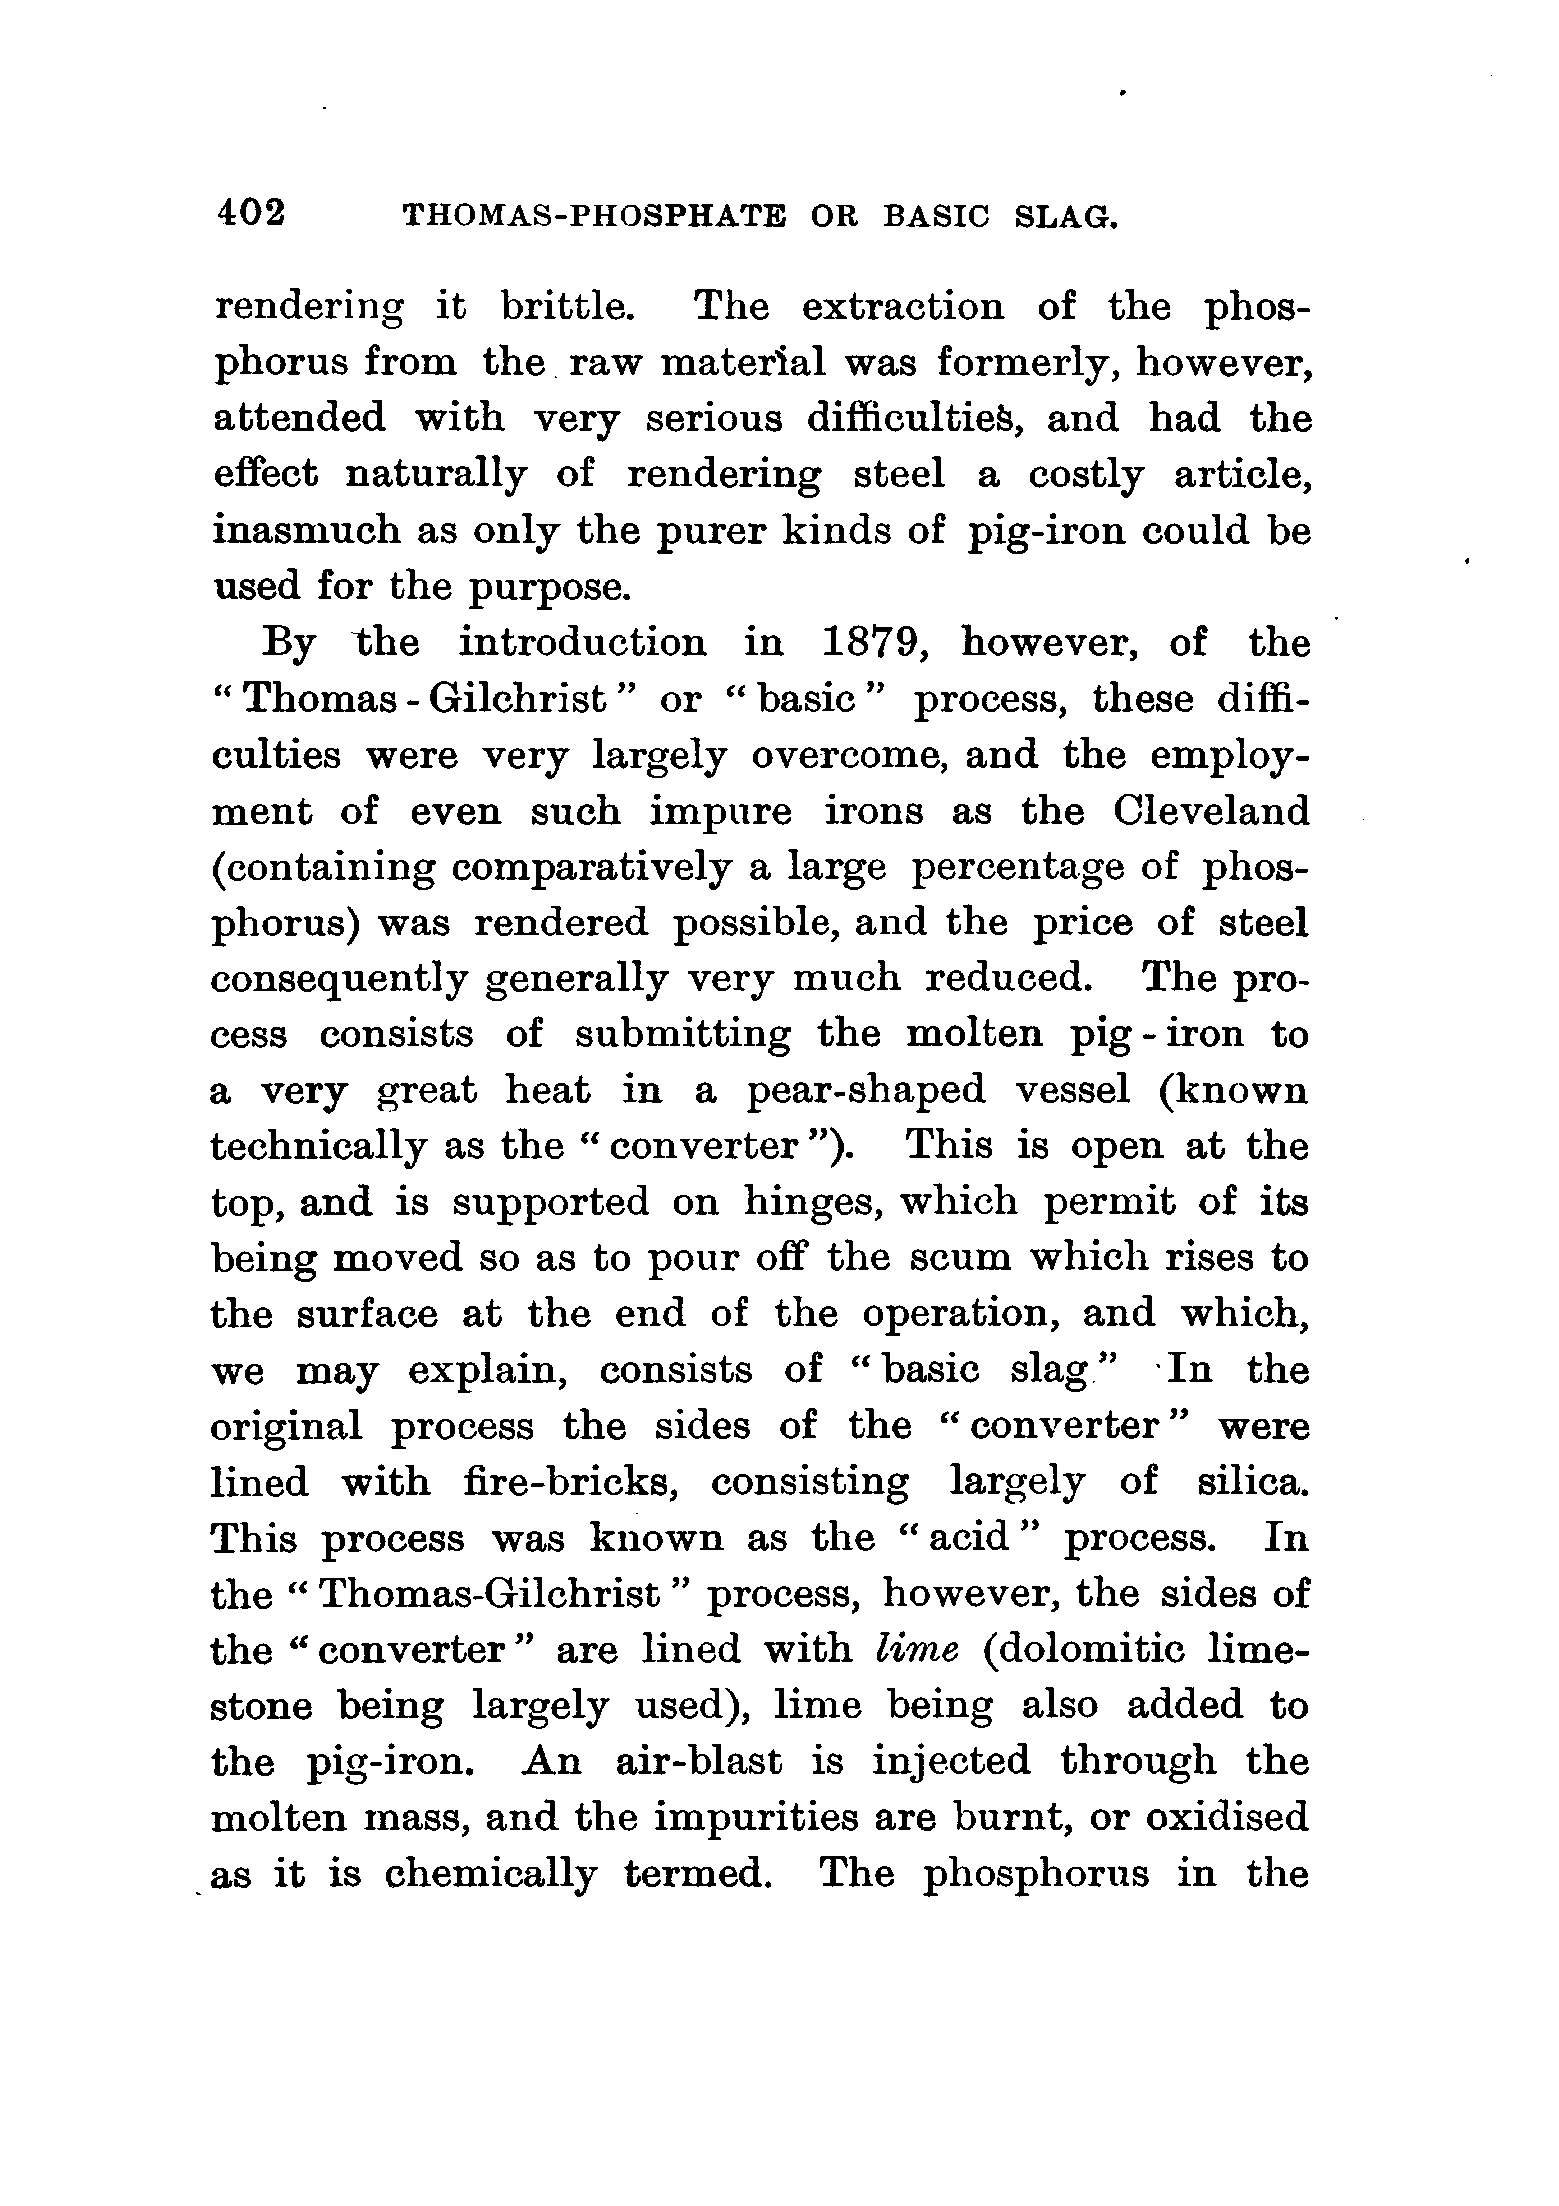 402 THOMAS-PHOSPHATE OR BASIC SLAG.
rendering it brittle. The extraction of the phos-
phorus from the raw material was formerly, however,
attended with very serious difficulties, and had the
effect naturally of rendering steel a costly article,
inasmuch as only the purer kinds of pig-iron could be
used for the purpose.
By the introduction in 1879, however, of the
“Thomas-Gilchrist” or “basic” process, these diffi-
culties were very largely overcome, and the employ-
ment of even such impure irons as the Cleveland
(containing comparatively a large percentage of phos-
phorus) was rendered possible, and the price of steel
consequently generally very much reduced. The pro-
cess consists of submitting the molten pig-iron to
a very great heat in a pear-shaped vessel (known
technically as the “converter”). This is open at the
top, and is supported on hinges, which permit of its
being moved so as to pour off the scum which rises to
the surface at the end of the operation, and which,
we may explain, consists of “basic slag.” In the
original process the sides of the “converter” were
lined with fire-bricks, consisting largely of silica.
This process was known as the “acid” process. In
the “Thomas-Gilchrist” process, however, the sides of
the “converter” are lined with lime (dolomitic lime-
stone being largely used), lime being also added to
the pig-iron. An air-blast is injected through the
molten mass, and the impurities are burnt, or oxidised
as it is chemically termed. The phosphorus in the